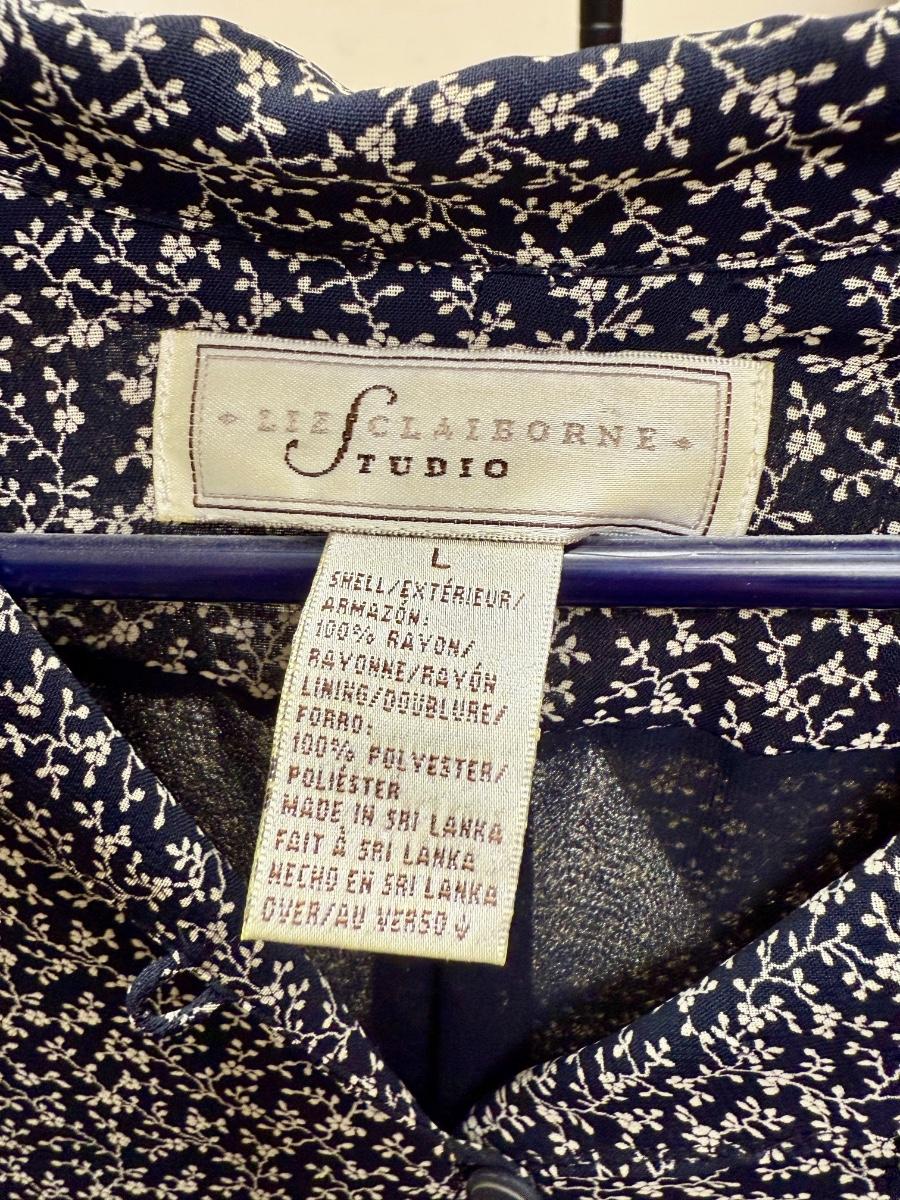 LIZ CLAIBORNE
STUDIO
L
SHELL/EXTÉRIEUR/
ARMAZÓN:
100% RAYON/
RAYONNE/RAYÓN
LINING/DOUBLURE/
FORRO:
100% POLYESTER/
POLIÉSTER
MADE IN SRI LANKA
FAIT À SRI LANKA
HECHO EN SRI LANKA
OVER/AU VERSO ↓